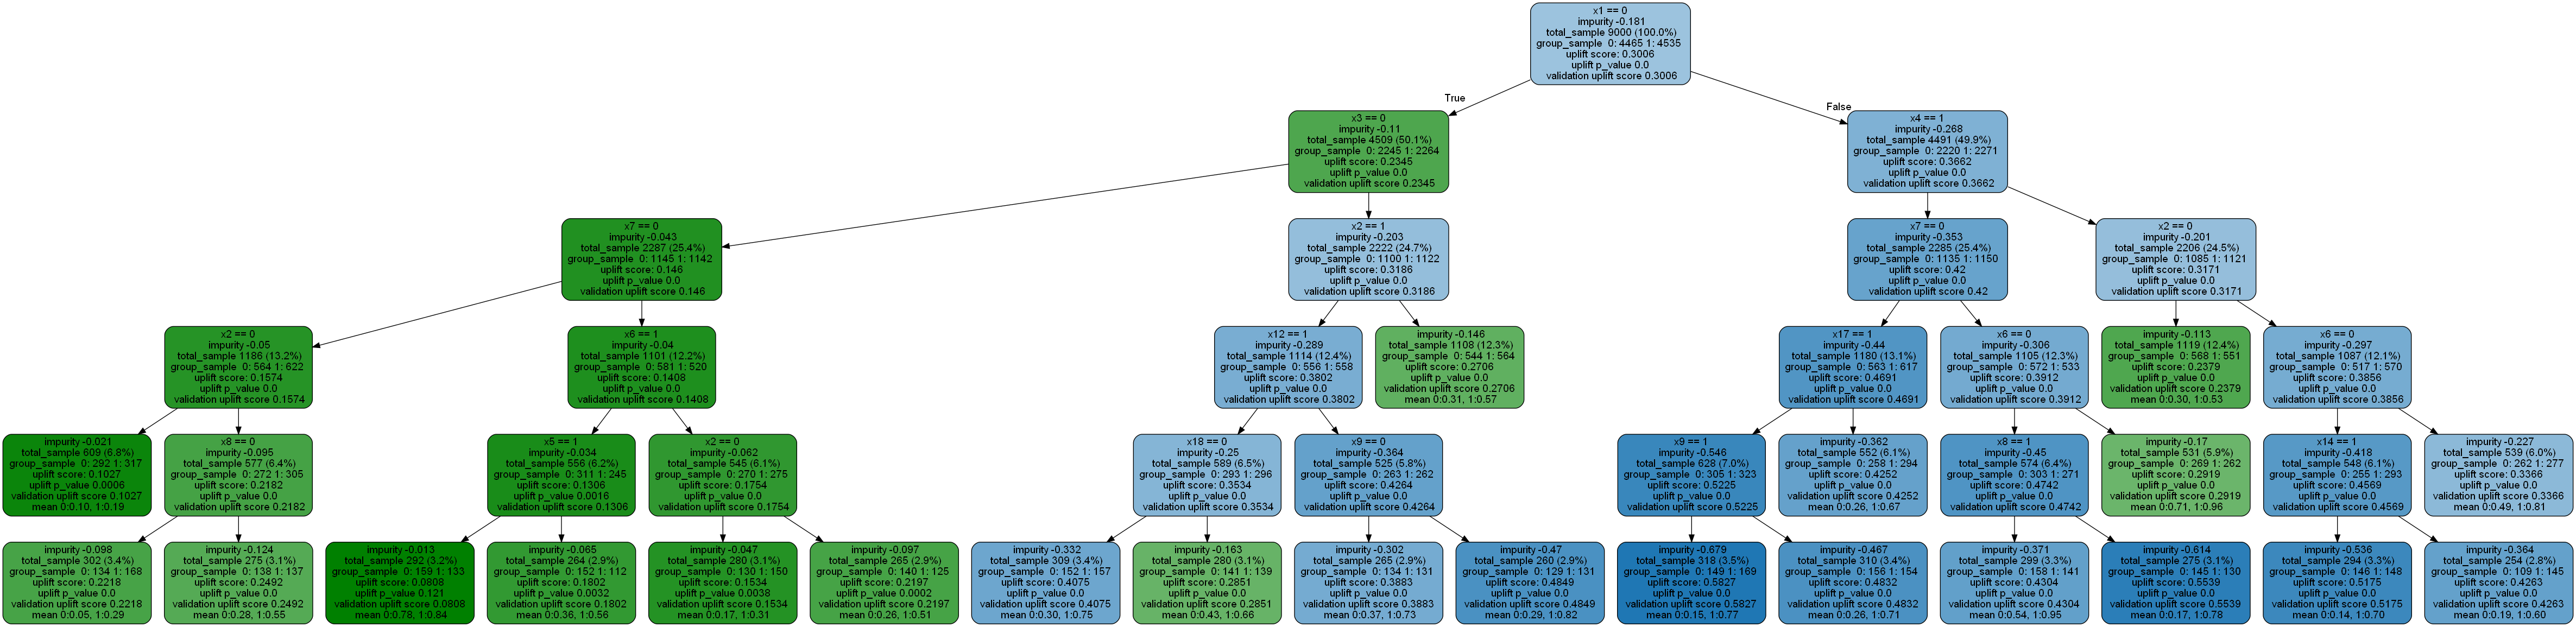 x1 == 0
impurity -0.181
total_sample 9000 (100.0%)
group_sample 0: 4465 1: 4535
uplift score: 0.3006
uplift p_value 0.0
validation uplift score 0.3006
True
False
x3 == 0
impurity -0.11
total_sample 4509 (50.1%)
group_sample 0: 2245 1: 2264
uplift score: 0.2345
uplift p_value 0.0
validation uplift score 0.2345
x4 == 1
impurity -0.268
total_sample 4491 (49.9%)
group_sample 0: 2220 1: 2271
uplift score: 0.3662
uplift p_value 0.0
validation uplift score 0.3662
x7 == 0
impurity -0.043
total_sample 2287 (25.4%)
group_sample 0: 1145 1: 1142
uplift score: 0.146
uplift p_value 0.0
validation uplift score 0.146
x2 == 1
impurity -0.203
total_sample 2222 (24.7%)
group_sample 0: 1100 1: 1122
uplift score: 0.3186
uplift p_value 0.0
validation uplift score 0.3186
x7 == 0
impurity -0.353
total_sample 2285 (25.4%)
group_sample 0: 1135 1: 1150
uplift score: 0.42
uplift p_value 0.0
validation uplift score 0.42
x2 == 0
impurity -0.201
total_sample 2206 (24.5%)
group_sample 0: 1085 1: 1121
uplift score: 0.3171
uplift p_value 0.0
validation uplift score 0.3171
x2 == 0
impurity -0.05
total_sample 1186 (13.2%)
group_sample 0: 564 1: 622
uplift score: 0.1574
uplift p_value 0.0
validation uplift score 0.1574
x6 == 1
impurity -0.04
total_sample 1101 (12.2%)
group_sample 0: 581 1: 520
uplift score: 0.1408
uplift p_value 0.0
validation uplift score 0.1408
x12 == 1
impurity -0.289
total_sample 1114 (12.4%)
group_sample 0: 556 1: 558
uplift score: 0.3802
uplift p_value 0.0
validation uplift score 0.3802
impurity -0.146
total_sample 1108 (12.3%)
group_sample 0: 544 1: 564
uplift score: 0.2706
uplift p_value 0.0
validation uplift score 0.2706
mean 0:0.31, 1:0.57
x17 == 1
impurity -0.44
total_sample 1180 (13.1%)
group_sample 0: 563 1: 617
uplift score: 0.4691
uplift p_value 0.0
validation uplift score 0.4691
x6 == 0
impurity -0.306
total_sample 1105 (12.3%)
group_sample 0: 572 1: 533
uplift score: 0.3912
uplift p_value 0.0
validation uplift score 0.3912
impurity -0.113
total_sample 1119 (12.4%)
group_sample 0: 568 1: 551
uplift score: 0.2379
uplift p_value 0.0
validation uplift score 0.2379
mean 0:0.30, 1:0.53
x6 == 0
impurity -0.297
total_sample 1087 (12.1%)
group_sample 0: 517 1: 570
uplift score: 0.3856
uplift p_value 0.0
validation uplift score 0.3856
impurity -0.021
total_sample 609 (6.8%)
group_sample 0: 292 1: 317
uplift score: 0.1027
uplift p_value 0.0006
validation uplift score 0.1027
mean 0:0.10, 1:0.19
x8 == 0
impurity -0.095
total_sample 577 (6.4%)
group_sample 0: 272 1: 305
uplift score: 0.2182
uplift p_value 0.0
validation uplift score 0.2182
x5 == 1
impurity -0.034
total_sample 556 (6.2%)
group_sample 0: 311 1: 245
uplift score: 0.1306
uplift p_value 0.0016
validation uplift score 0.1306
x2 == 0
impurity -0.062
total_sample 545 (6.1%)
group_sample 0: 270 1: 275
uplift score: 0.1754
uplift p_value 0.0
validation uplift score 0.1754
x18 == 0
impurity -0.25
total_sample 589 (6.5%)
group_sample 0: 293 1: 296
uplift score: 0.3534
uplift p_value 0.0
validation uplift score 0.3534
x9 == 0
impurity -0.364
total_sample 525 (5.8%)
group_sample 0: 263 1: 262
uplift score: 0.4264
uplift p_value 0.0
validation uplift score 0.4264
x9 == 1
impurity -0.546
total_sample 628 (7.0%)
group_sample 0: 305 1: 323
uplift score: 0.5225
uplift p_value 0.0
validation uplift score 0.5225
impurity -0.362
total_sample 552 (6.1%)
group_sample 0: 258 1: 294
uplift score: 0.4252
uplift p_value 0.0
validation uplift score 0.4252
mean 0:0.26, 1:0.67
x8 == 1
impurity -0.45
total_sample 574 (6.4%)
group_sample 0: 303 1: 271
uplift score: 0.4742
uplift p_value 0.0
validation uplift score 0.4742
impurity -0.17
total_sample 531 (5.9%)
group_sample 0: 269 1: 262
uplift score: 0.2919
uplift p_value 0.0
validation uplift score 0.2919
mean 0:0.71, 1:0.96
x14 == 1
impurity -0.418
total_sample 548 (6.1%)
group_sample 0: 255 1: 293
uplift score: 0.4569
uplift p_value 0.0
validation uplift score 0.4569
impurity -0.227
total_sample 539 (6.0%)
group_sample 0: 262 1: 277
uplift score: 0.3366
uplift p_value 0.0
validation uplift score 0.3366
mean 0:0.49, 1:0.81
impurity -0.098
total_sample 302 (3.4%)
group_sample 0: 134 1: 168
uplift score: 0.2218
uplift p_value 0.0
validation uplift score 0.2218
mean 0:0.05, 1:0.29
impurity -0.124
total_sample 275 (3.1%)
group_sample 0: 138 1: 137
uplift score: 0.2492
uplift p_value 0.0
validation uplift score 0.2492
mean 0:0.28, 1:0.55
impurity -0.013
total_sample 292 (3.2%)
group_sample 0: 159 1: 133
uplift score: 0.0808
uplift p_value 0.121
validation uplift score 0.0808
mean 0:0.78, 1:0.84
impurity -0.065
total_sample 264 (2.9%)
group_sample 0: 152 1: 112
uplift score: 0.1802
uplift p_value 0.0032
validation uplift score 0.1802
mean 0:0.36, 1:0.56
impurity -0.047
total_sample 280 (3.1%)
group_sample 0: 130 1: 150
uplift score: 0.1534
uplift p_value 0.0038
validation uplift score 0.1534
mean 0:0.17, 1:0.31
impurity -0.097
total_sample 265 (2.9%)
group_sample 0: 140 1: 125
uplift score: 0.2197
uplift p_value 0.0002
validation uplift score 0.2197
mean 0:0.26, 1:0.51
impurity -0.332
total_sample 309 (3.4%)
group_sample 0: 152 1: 157
uplift score: 0.4075
uplift p_value 0.0
validation uplift score 0.4075
mean 0:0.30, 1:0.75
impurity -0.163
total_sample 280 (3.1%)
group_sample 0: 141 1: 139
uplift score: 0.2851
uplift p_value 0.0
validation uplift score 0.2851
mean 0:0.43, 1:0.66
impurity -0.302
total_sample 265 (2.9%)
group_sample 0: 134 1: 131
uplift score: 0.3883
uplift p_value 0.0
validation uplift score 0.3883
mean 0:0.37, 1:0.73
impurity -0.47
total_sample 260 (2.9%)
group_sample 0: 129 1: 131
uplift score: 0.4849
uplift p_value 0.0
validation uplift score 0.4849
mean 0:0.29, 1:0.82
impurity -0.679
total_sample 318 (3.5%)
group_sample 0: 149 1: 169
uplift score: 0.5827
uplift p_value 0.0
validation uplift score 0.5827
mean 0:0.15, 1:0.77
impurity -0.467
total_sample 310 (3.4%)
group_sample 0: 156 1: 154
uplift score: 0.4832
uplift p_value 0.0
validation uplift score 0.4832
mean 0:0.26, 1:0.71
impurity -0.371
total_sample 299 (3.3%)
group_sample 0: 158 1: 141
uplift score: 0.4304
uplift p_value 0.0
validation uplift score 0.4304
mean 0:0.54, 1:0.95
impurity -0.614
total_sample 275 (3.1%)
group_sample 0: 145 1: 130
uplift score: 0.5539
uplift p_value 0.0
validation uplift score 0.5539
mean 0:0.17, 1:0.78
impurity -0.536
total_sample 294 (3.3%)
group_sample 0: 146 1: 148
uplift score: 0.5175
uplift p_value 0.0
validation uplift score 0.5175
mean 0:0.14, 1:0.70
impurity -0.364
total_sample 254 (2.8%)
group_sample 0: 109 1: 145
uplift score: 0.4263
uplift p_value 0.0
validation uplift score 0.4263
mean 0:0.19, 1:0.60